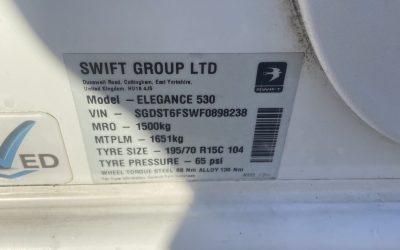 SWIFT GROUP LTD
Dunswell Road, Cottingham, East Yorkshire,
United Kingdom. HU16 4JS
SWIFT
Model - ELEGANCE 530
VIN - SGDST6FSWF0898238
MRO - 1500kg
MTPLM - 1651kg
TYRE SIZE - 195/70 R15C 104
TYRE PRESSURE - 65 psi
WHEEL TORQUE STEEL 88 Nm ALLOY 130 Nm
ED